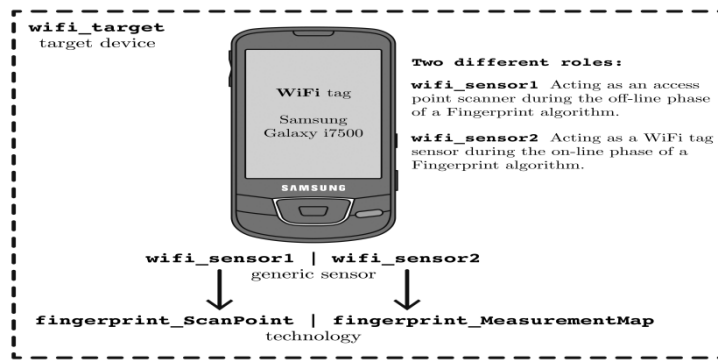 wifi_target
target device
WiFi tag
Samsung
Galaxy i7500
SAMSUNG
Two different roles:
wifi_sensor1 Acting as an access
point scanner during the off-line phase
of a Fingerprint algorithm.
wifi_sensor2 Acting as a WiFi tag
sensor during the on-line phase of a
Fingerprint algorithm.
wifi_sensor1 | wifi_sensor2
generic sensor
fingerprint_ScanPoint | fingerprint_MeasurementMap
technology